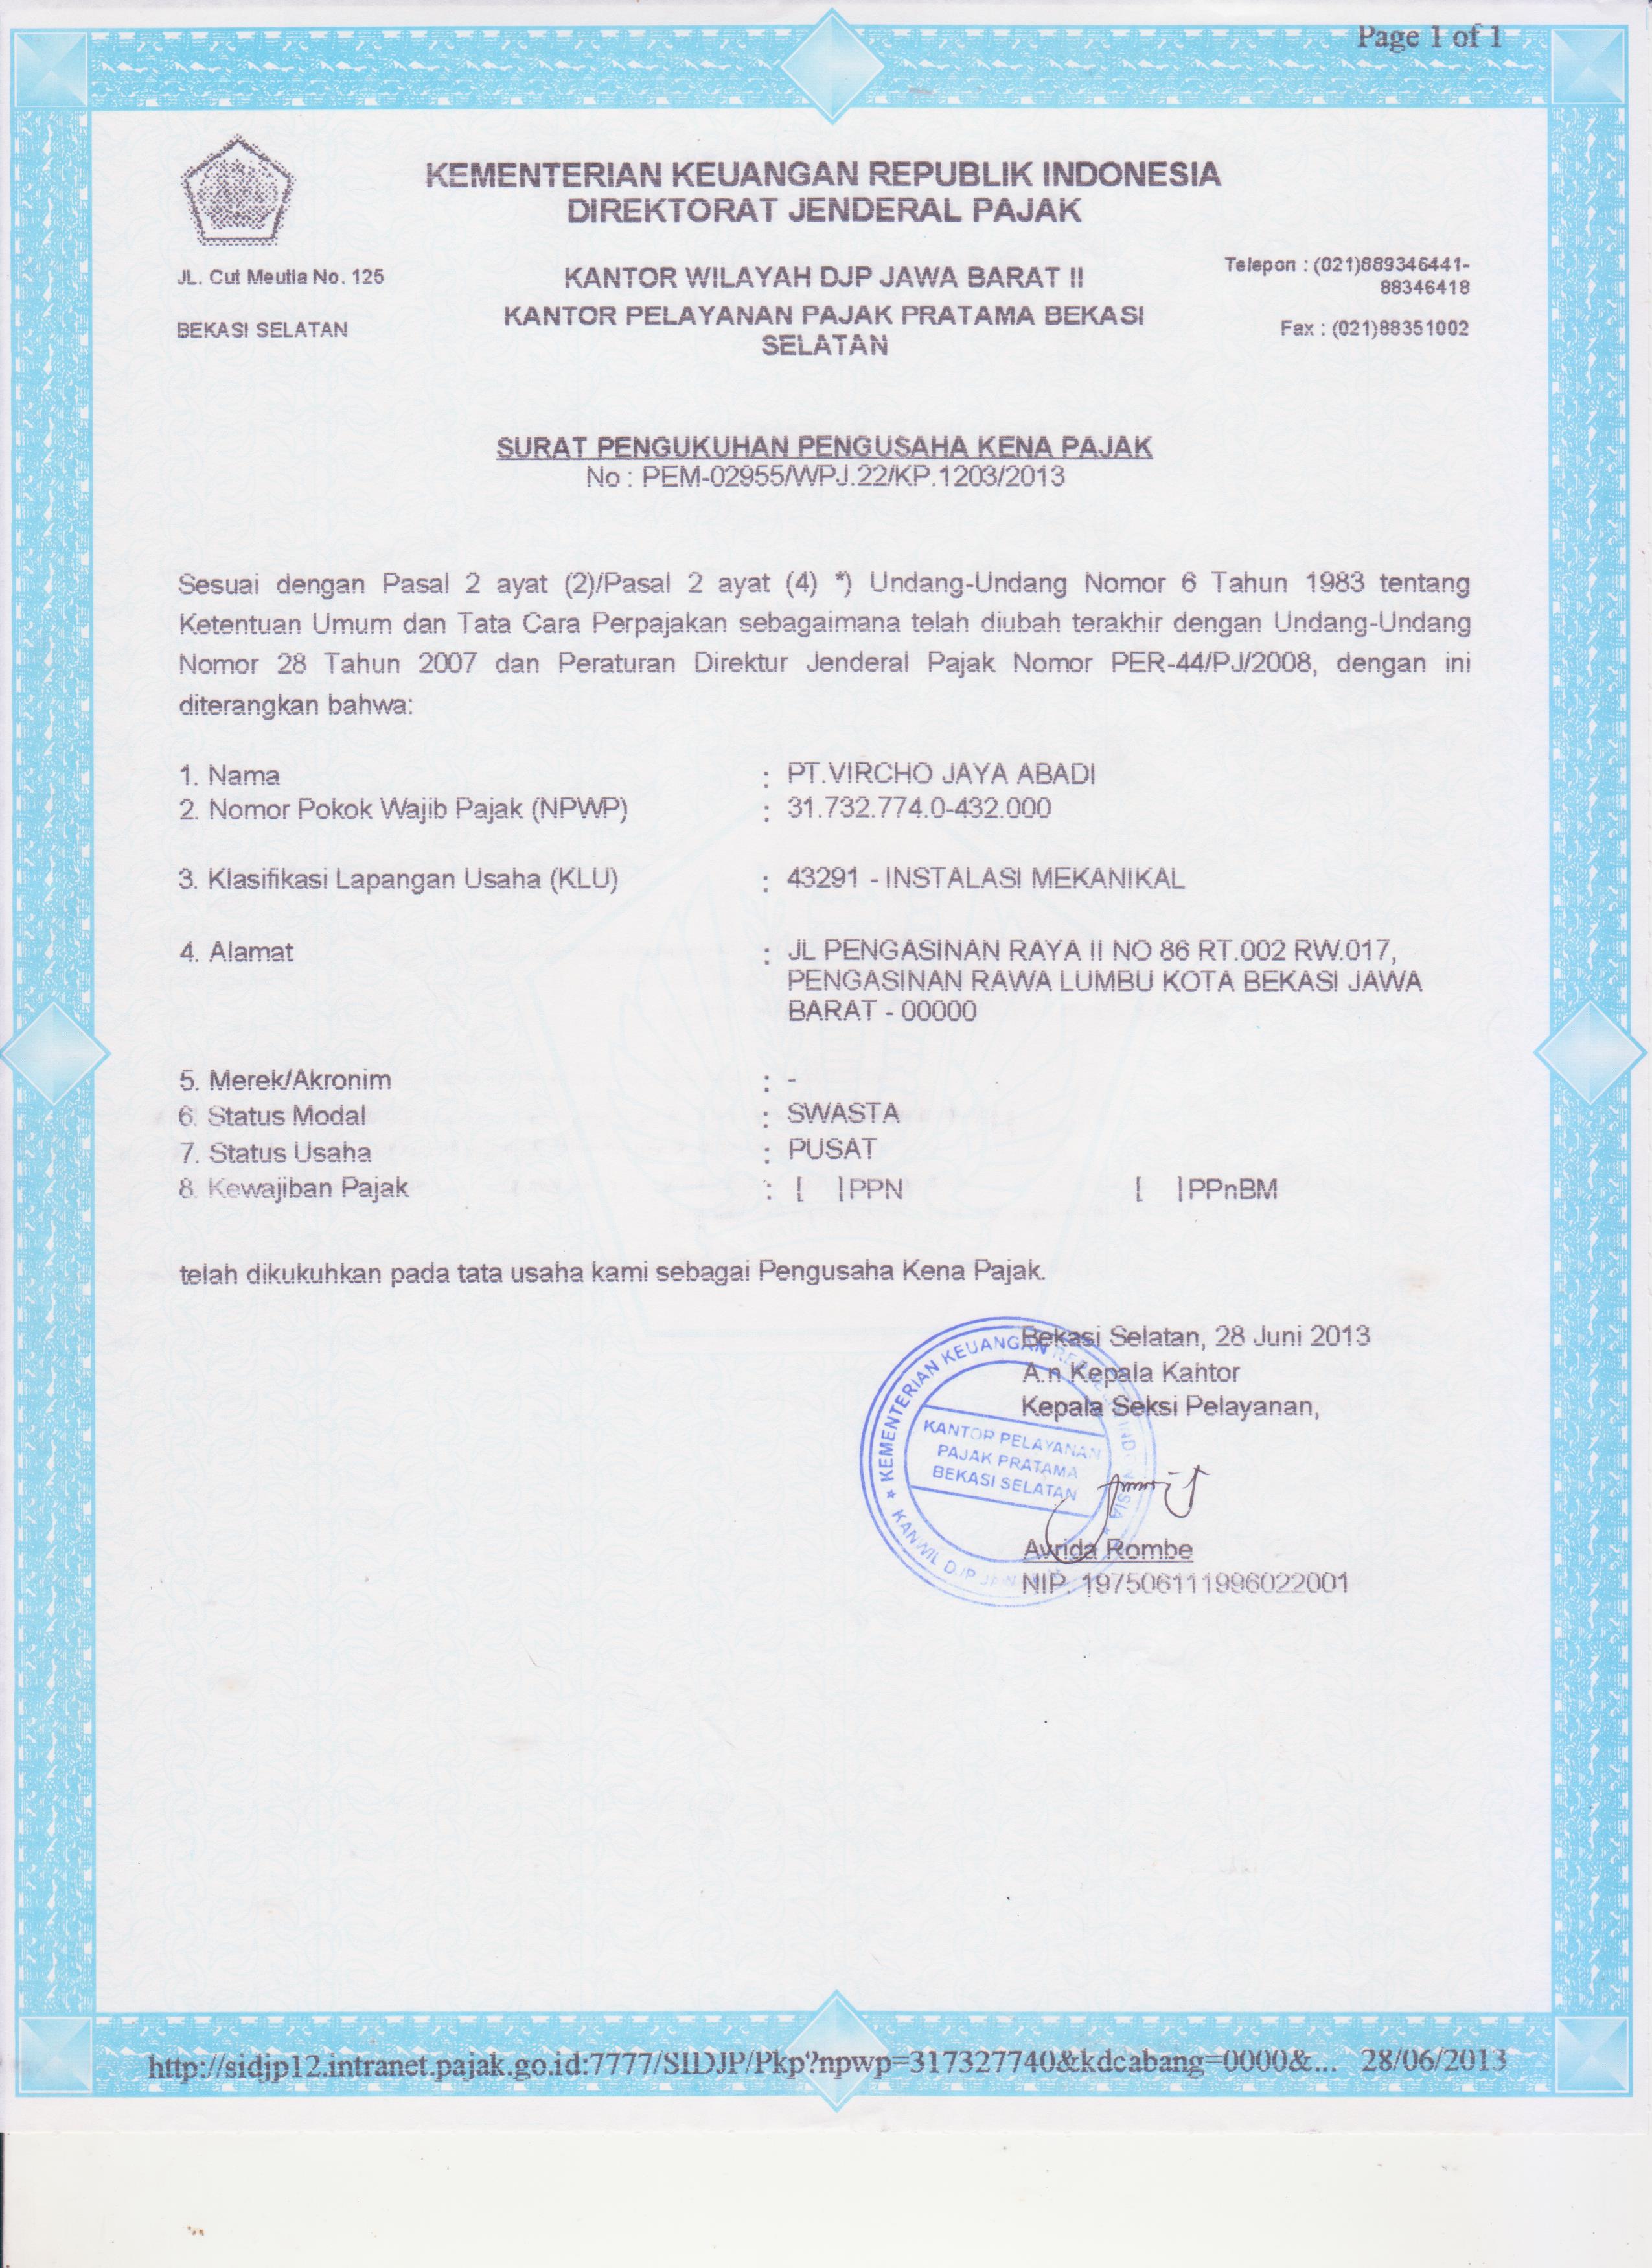 Page 1 of 1
KEMENTERIAN KEUANGAN REPUBLIK INDONESIA
DIREKTORAT JENDERAL PAJAK
JL. Cut Meutia No. 125
BEKASI SELATAN
KANTOR WILAYAH DJP JAWA BARAT II
KANTOR PELAYANAN PAJAK PRATAMA BEKASI
SELATAN
Telepon : (021)889346441-
88346418
Fax : (021)88351002
SURAT PENGUKUHAN PENGUSAHA KENA PAJAK
No : PEM-02955/WPJ.22/KP.1203/2013
Sesuai dengan Pasal 2 ayat (2)/Pasal 2 ayat (4) *) Undang-Undang Nomor 6 Tahun 1983 tentang
Ketentuan Umum dan Tata Cara Perpajakan sebagaimana telah diubah terakhir dengan Undang-Undang
Nomor 28 Tahun 2007 dan Peraturan Direktur Jenderal Pajak Nomor PER-44/PJ/2008, dengan ini
diterangkan bahwa:
1. Nama : PT.VIRCHO JAYA ABADI
2. Nomor Pokok Wajib Pajak (NPWP) : 31.732.774.0-432.000
3. Klasifikasi Lapangan Usaha (KLU) : 43291 - INSTALASI MEKANIKAL
4. Alamat : JL PENGASINAN RAYA II NO 86 RT.002 RW.017,
PENGASINAN RAWA LUMBU KOTA BEKASI JAWA
BARAT - 00000
5. Merek/Akronim : -
6. Status Modal : SWASTA
7. Status Usaha : PUSAT
8. Kewajiban Pajak : [ ]PPN [ ]PPnBM
telah dikukuhkan pada tata usaha kami sebagai Pengusaha Kena Pajak.
Bekasi Selatan, 28 Juni 2013
A.n Kepala Kantor
Kepala Seksi Pelayanan,
KEMENTERIAN KEUANGAN REPUBLIK INDONESIA
KANTOR PELAYANAN
PAJAK PRATAMA
BEKASI SELATAN
KANWIL DJP
Avrida Rombe
NIP. 197506111996022001
http://sidjp12.intranet.pajak.go.id:7777/SIDJP/Pkp?npwp=317327740&kdcabang=0000&... 28/06/2013